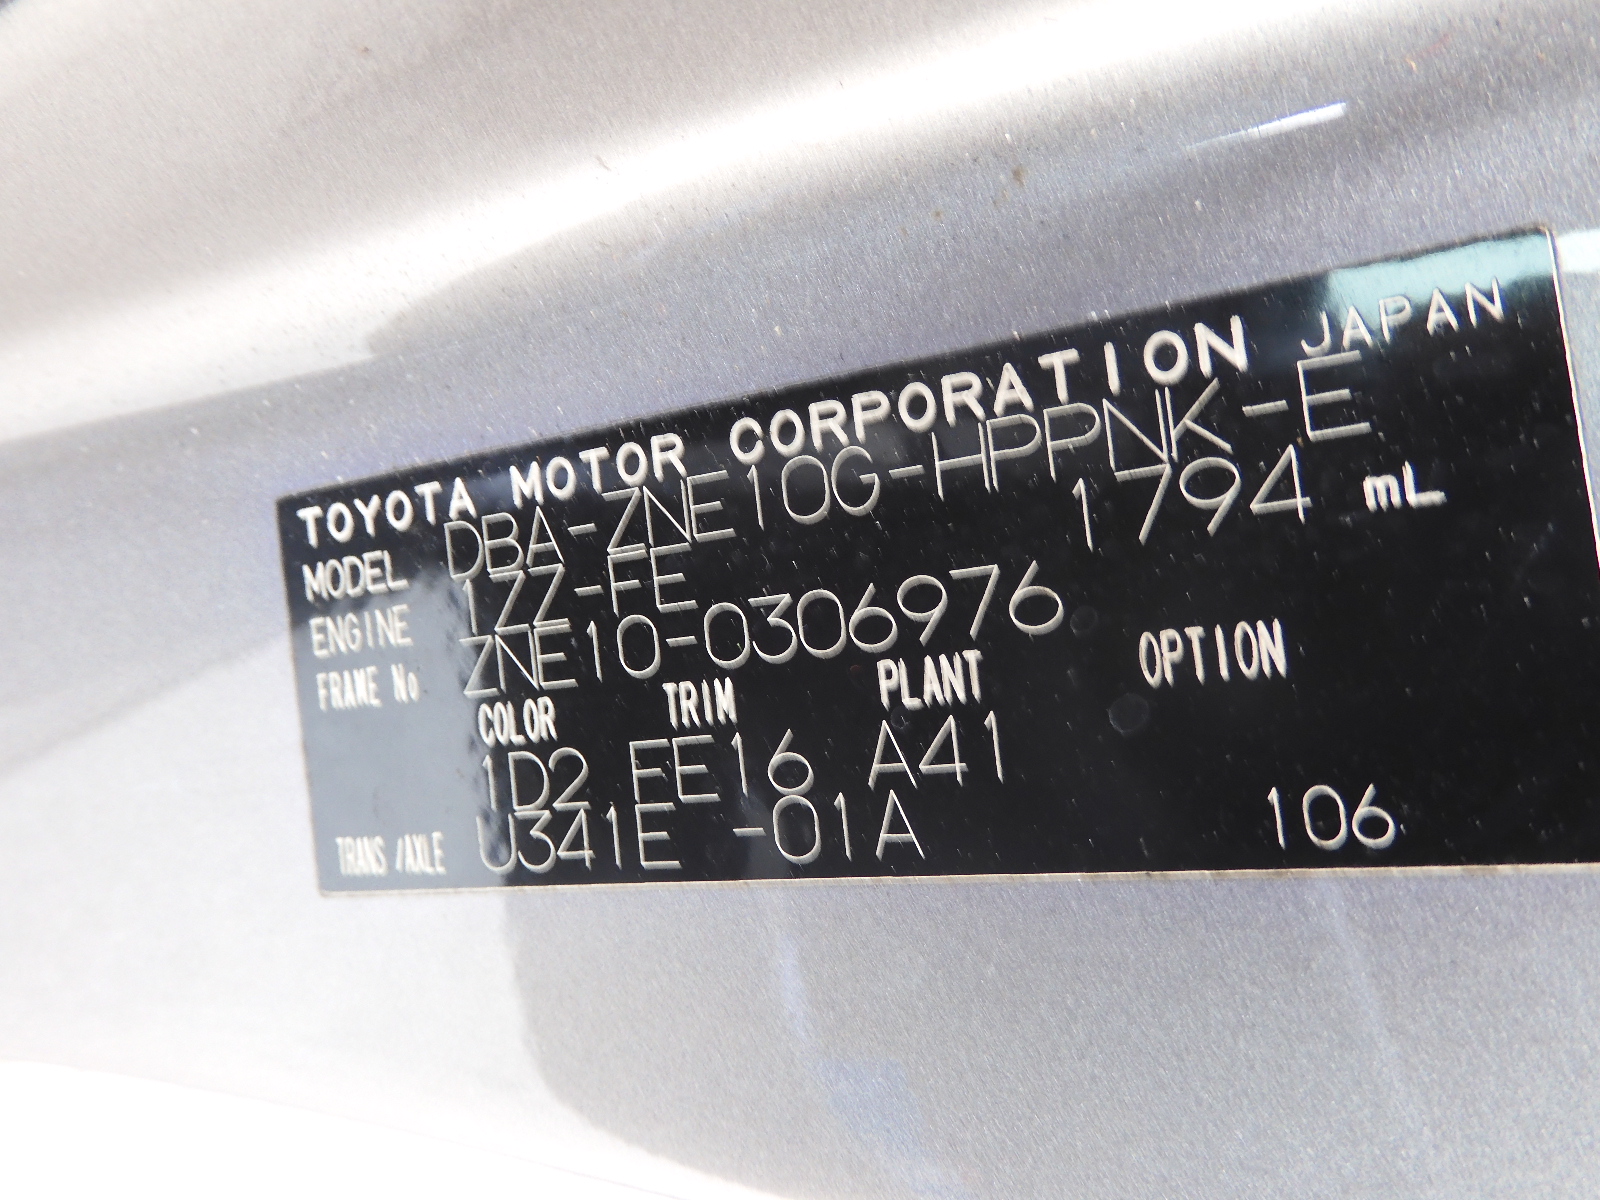 TOYOTA MOTOR CORPORATION JAPAN
MODEL DBA-ZNE10G-HPPNK-E
ENGINE 1ZZ-FE 1794 mL
FRAME No ZNE10-0306976
COLOR TRIM PLANT OPTION
1D2 EE16 A41
TRANS/AXLE U341E -01A 106